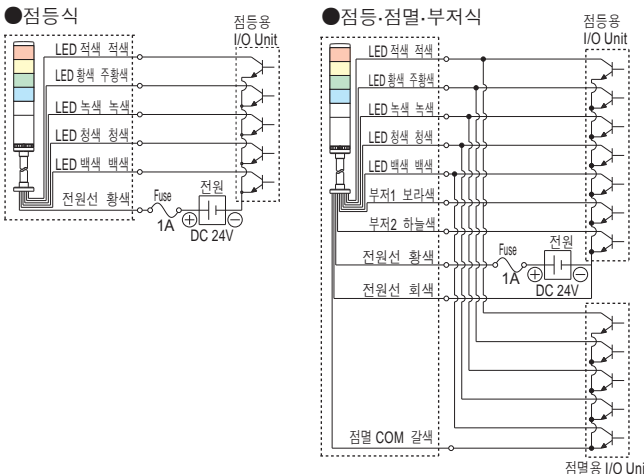 ●점등식
점등용
I/O Unit
LED 적색 적색
LED 황색 주황색
LED 녹색 녹색
LED 청색 청색
LED 백색 백색
전원선 황색
Fuse
1A
전원
⊕ ⊖
DC 24V
●점등·점멸·부저식
점등용
I/O Unit
LED 적색 적색
LED 황색 주황색
LED 녹색 녹색
LED 청색 청색
LED 백색 백색
부저1 보라색
부저2 하늘색
전원선 황색
Fuse
1A
전원
⊕ ⊖
DC 24V
전원선 회색
점멸 COM 갈색
점멸용 I/O Unit